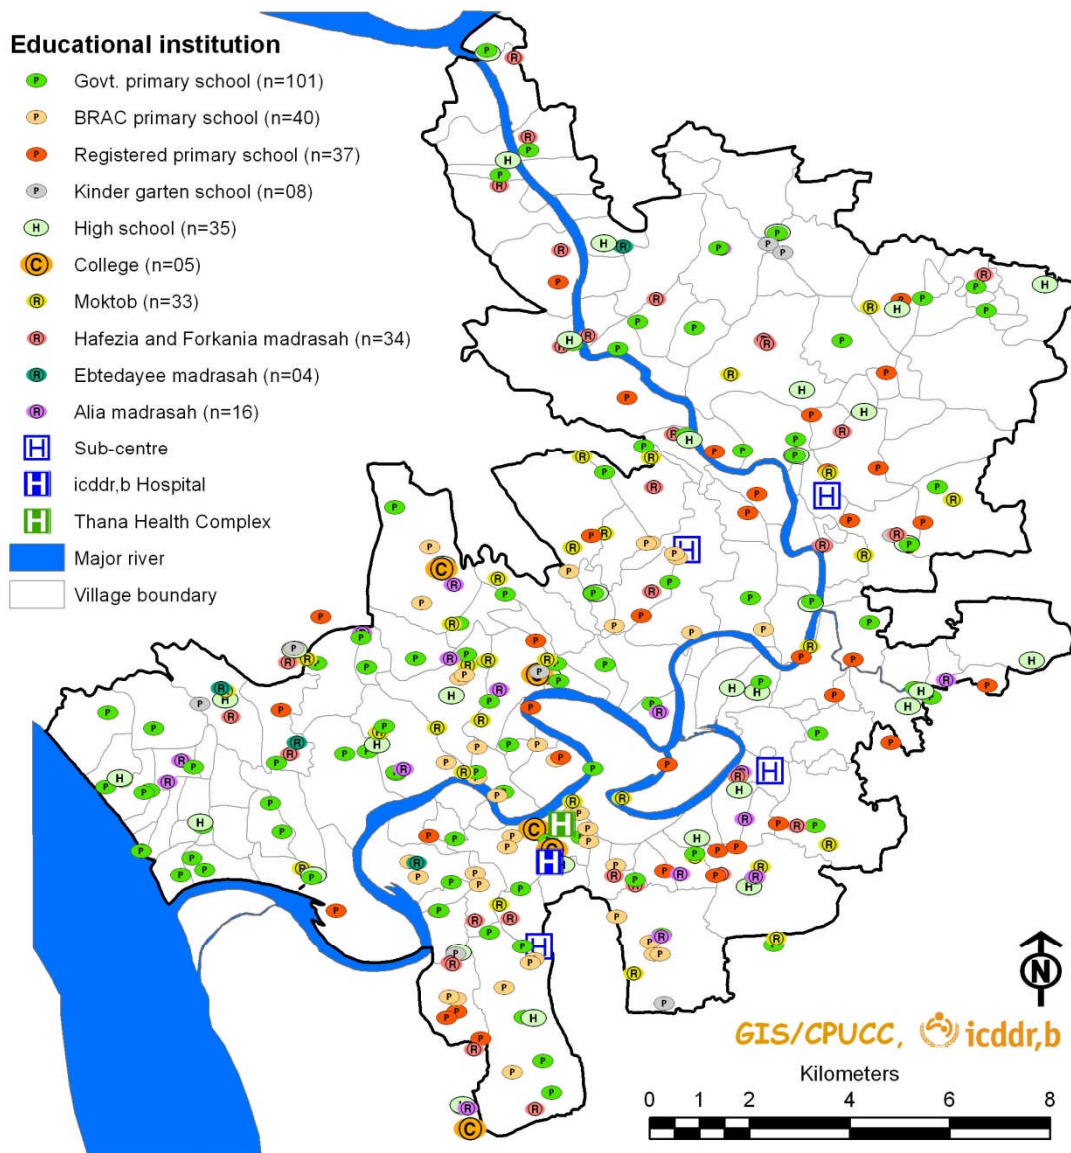 Educational institution
Govt. primary school (n=101)
BRAC primary school (n=40)
Registered primary school (n=37)
Kinder garten school (n=08)
High school (n=35)
College (n=05)
Moktob (n=33)
Hafezia and Forkania madrasah (n=34)
Ebtedayee madrasah (n=04)
Alia madrasah (n=16)
Sub-centre
icddr,b Hospital
Thana Health Complex
Major river
Village boundary
N
GIS/CPUCC, icddr,b
Kilometers
0 2 4 6 8